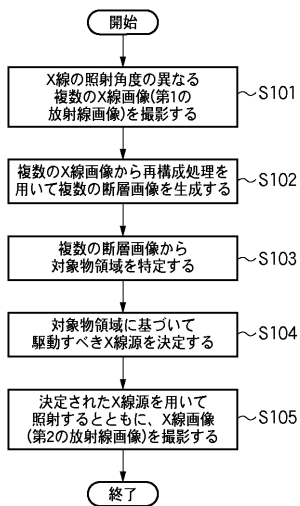 開始
X線の照射角度の異なる
複数のX線画像(第1の
放射線画像)を撮影する
S101
複数のX線画像から再構成処理を
用いて複数の断層画像を生成する
S102
複数の断層画像から
対象物領域を特定する
S103
対象物領域に基づいて
駆動すべきX線源を決定する
S104
決定されたX線源を用いて
照射するとともに、X線画像
(第2の放射線画像)を撮影する
S105
終了